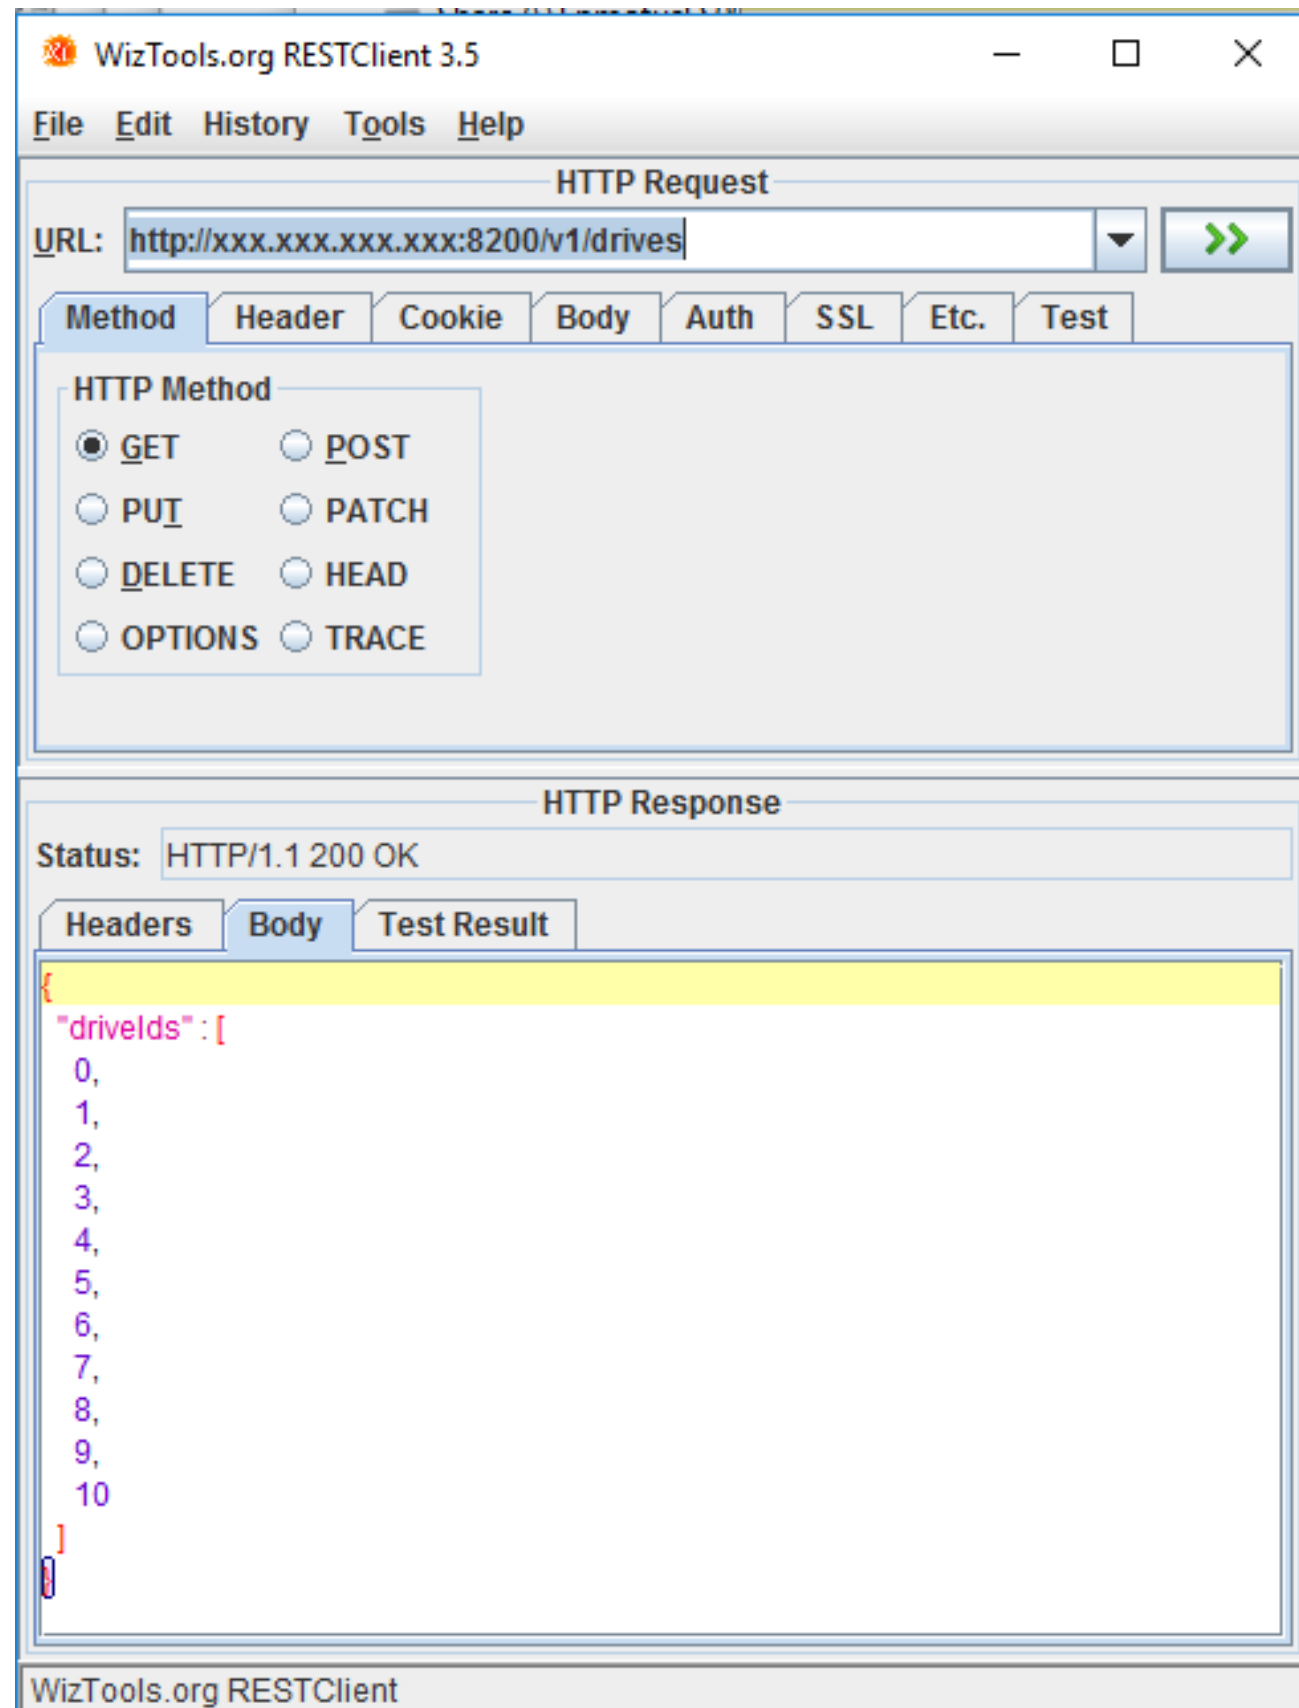 WizTools.org RESTClient 3.5
File Edit History Tools Help
HTTP Request
URL: http://xxx.xxx.xxx.xxx:8200/v1/drives
Method Header Cookie Body Auth SSL Etc. Test
HTTP Method
GET POST
PUT PATCH
DELETE HEAD
OPTIONS TRACE
HTTP Response
Status: HTTP/1.1 200 OK
Headers Body Test Result
{
"driveIds" : [
0,
1,
2,
3,
4,
5,
6,
7,
8,
9,
10
]
}
WizTools.org RESTClient